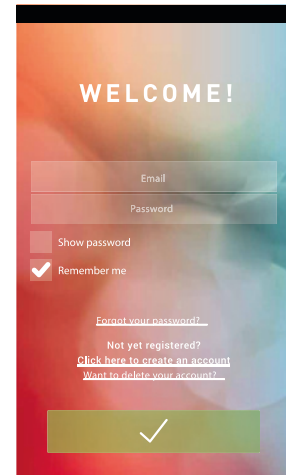 WELCOME!
Email
Password
Show password
Remember me
Forgot your password?
Not yet registered?
Click here to create an account
Want to delete your account?